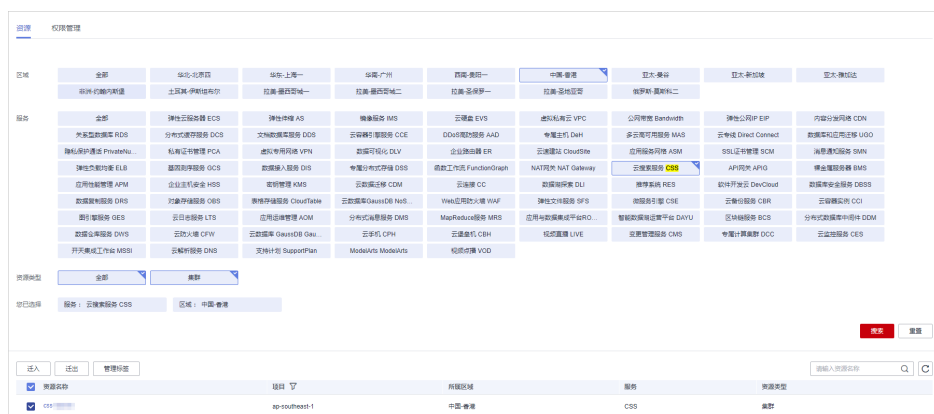 资源 权限管理
区域 全部 华北-北京四 华东-上海一 华南-广州 西南-贵阳一 中国-香港 亚太-曼谷 亚太-新加坡 亚太-雅加达
非洲-约翰内斯堡 土耳其-伊斯坦布尔 拉美-墨西哥城一 拉美-墨西哥城二 拉美-圣保罗一 拉美-圣地亚哥 俄罗斯-莫斯科二
服务 全部 弹性云服务器 ECS 弹性伸缩 AS 镜像服务 IMS 云硬盘 EVS 虚拟私有云 VPC 公网带宽 Bandwidth 弹性公网IP EIP 内容分发网络 CDN
关系型数据库 RDS 分布式缓存服务 DCS 文档数据库服务 DDS 云容器引擎服务 CCE DDoS高防服务 AAD 专属主机 DeH 多云高可用服务 MAS 云专线 Direct Connect 数据库和应用迁移 UGO
隐私保护通话 PrivateNu... 私有证书管理 PCA 虚拟专用网络 VPN 数据可视化 DLV 企业路由器 ER 云速建站 CloudSite 应用服务网格 ASM SSL证书管理 SCM 消息通知服务 SMN
弹性负载均衡 ELB 基因测序服务 GCS 数据接入服务 DIS 专属分布式存储 DSS 函数工作流 FunctionGraph NAT网关 NAT Gateway 云搜索服务 CSS API网关 APIG 裸金属服务器 BMS
应用性能管理 APM 企业主机安全 HSS 密钥管理 KMS 云数据迁移 CDM 云连接 CC 数据湖探索 DLI 推荐系统 RES 软件开发云 DevCloud 数据库安全服务 DBSS
数据复制服务 DRS 对象存储服务 OBS 表格存储服务 CloudTable 云数据库GaussDB NoS... Web应用防火墙 WAF 弹性文件服务 SFS 微服务引擎 CSE 云备份服务 CBR 云容器实例 CCI
图引擎服务 GES 云日志服务 LTS 应用运维管理 AOM 分布式消息服务 DMS MapReduce服务 MRS 应用与数据集成平台RO... 智能数据湖运营平台 DAYU 区块链服务 BCS 分布式数据库中间件 DDM
数据仓库服务 DWS 云防火墙 CFW 云数据库 GaussDB Gau... 云手机 CPH 云堡垒机 CBH 视频直播 LIVE 变更管理服务 CMS 专属计算集群 DCC 云监控服务 CES
开天集成工作台 MSSI 云解析服务 DNS 支持计划 SupportPlan ModelArts ModelArts 视频点播 VOD
资源类型 全部 集群
您已选择 服务： 云搜索服务 CSS 区域： 中国-香港
搜索 重置
迁入 迁出 管理标签 请输入资源名称
资源名称 项目 所属区域 服务 资源类型
css ap-southeast-1 中国-香港 CSS 集群